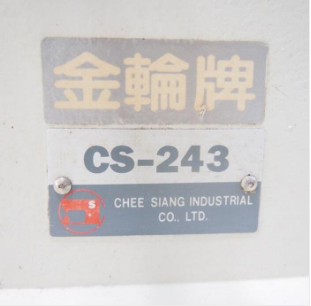 金輪牌
CS-243
S
CHEE SIANG INDUSTRIAL
CO., LTD.